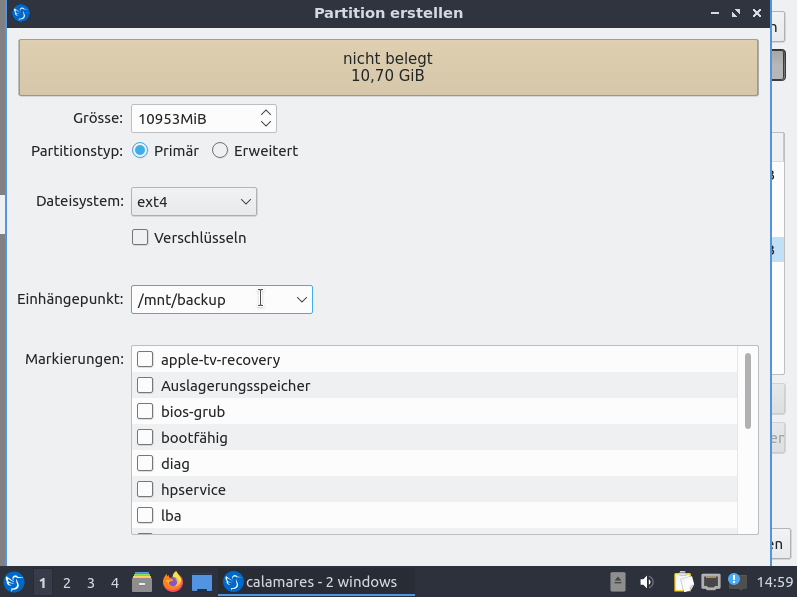 Partition erstellen
nicht belegt
10,70 GiB
Grösse: 10953MiB
Partitionstyp: Primär Erweitert
Dateisystem: ext4
Verschlüsseln
Einhängepunkt: /mnt/backup
Markierungen: apple-tv-recovery
Auslagerungsspeicher
bios-grub
bootfähig
diag
hpservice
lba
1 2 3 4 calamares - 2 windows 14:59